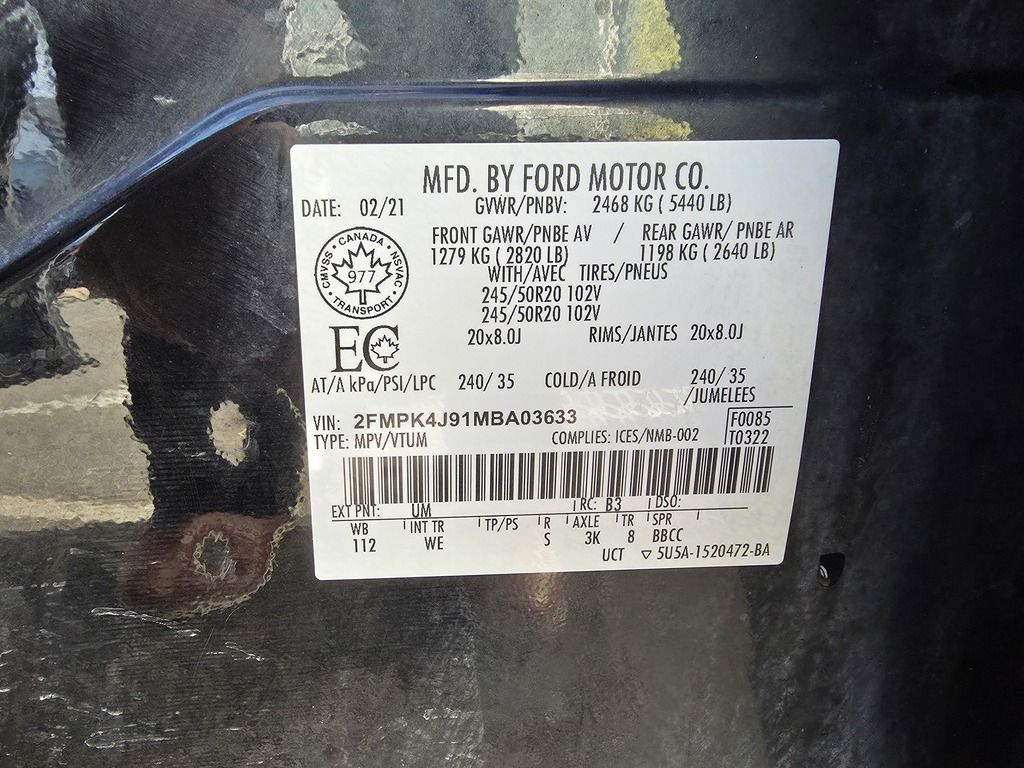 MFD. BY FORD MOTOR CO.
DATE: 02/21 GVWR/PNBV: 2468 KG ( 5440 LB)
FRONT GAWR/PNBE AV / REAR GAWR/ PNBE AR
1279 KG ( 2820 LB) 1198 KG ( 2640 LB)
WITH/AVEC TIRES/PNEUS
245/50R20 102V
245/50R20 102V
20x8.0J RIMS/JANTES 20x8.0J
CANADA
CMVSS • NSVAC
977
TRANSPORT
EC
AT/A kPa/PSI/LPC 240/ 35 COLD/A FROID 240/ 35
/JUMELEES
VIN: 2FMPK4J91MBA03633 F0085
TYPE: MPV/VTUM COMPLIES: ICES/NMB-002 T0322
EXT PNT: UM RC: B3 DSO:
WB INT TR TP/PS R AXLE TR SPR
112 WE S 3K 8 BBCC
UCT ▽ 5U5A-1520472-BA